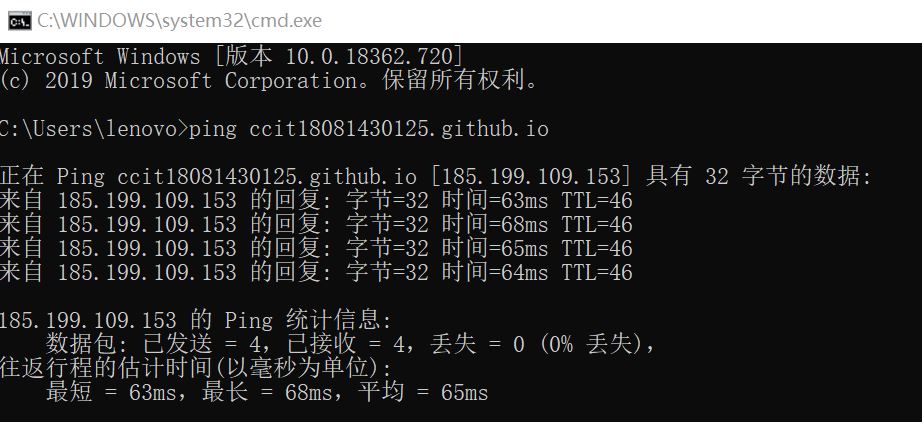 C:\WINDOWS\system32\cmd.exe
Microsoft Windows [版本 10.0.18362.720]
(c) 2019 Microsoft Corporation。保留所有权利。
C:\Users\lenovo>ping ccit18081430125.github.io
正在 Ping ccit18081430125.github.io [185.199.109.153] 具有 32 字节的数据:
来自 185.199.109.153 的回复: 字节=32 时间=63ms TTL=46
来自 185.199.109.153 的回复: 字节=32 时间=68ms TTL=46
来自 185.199.109.153 的回复: 字节=32 时间=65ms TTL=46
来自 185.199.109.153 的回复: 字节=32 时间=64ms TTL=46
185.199.109.153 的 Ping 统计信息:
数据包: 已发送 = 4，已接收 = 4，丢失 = 0 (0% 丢失)，
往返行程的估计时间(以毫秒为单位):
最短 = 63ms，最长 = 68ms，平均 = 65ms